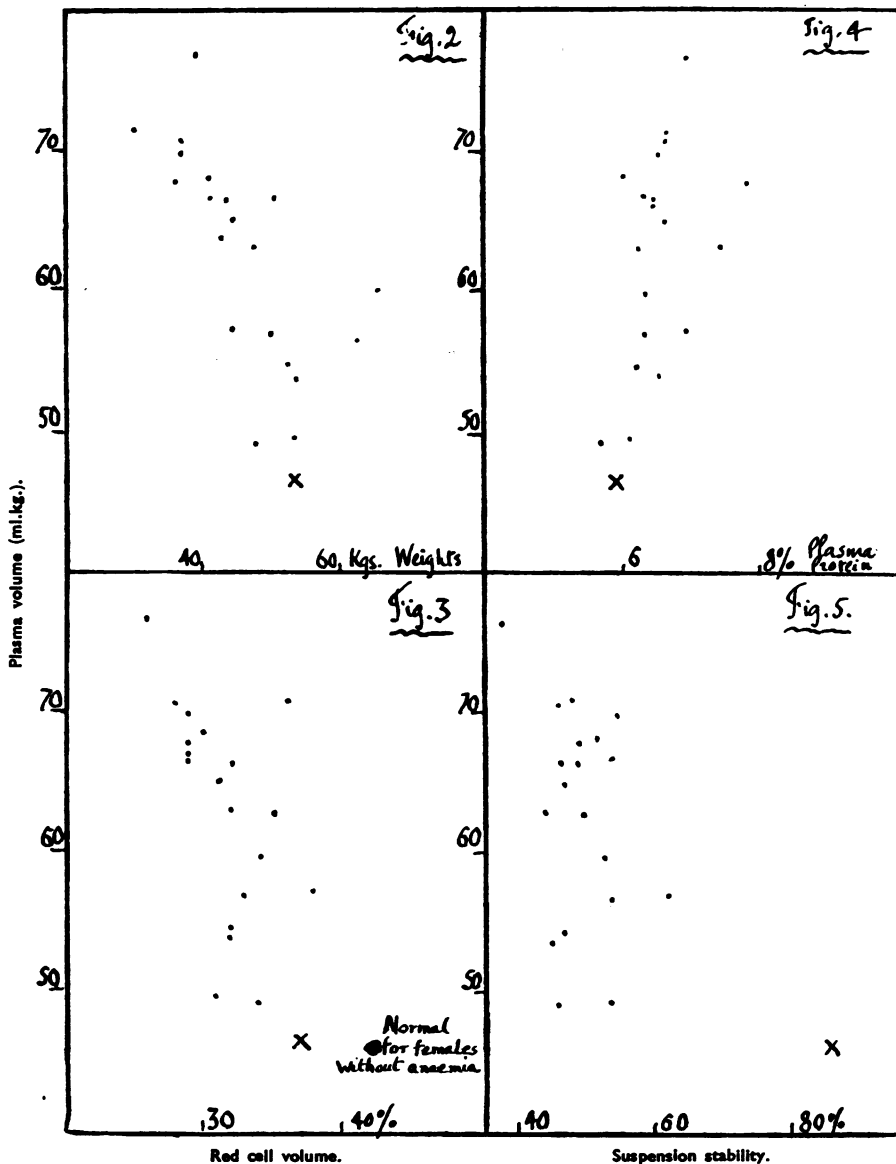 Fig.2
Fig.4
70
60
50
70
60
50
Plasma volume (ml.kg.).
40 60 Kgs. Weights
6 8% Plasma
Protein
Fig.3
Fig.5.
70
60
50
70
60
50
Normal
for females
without anaemia
30 40%
40 60 80%
Red cell volume.
Suspension stability.